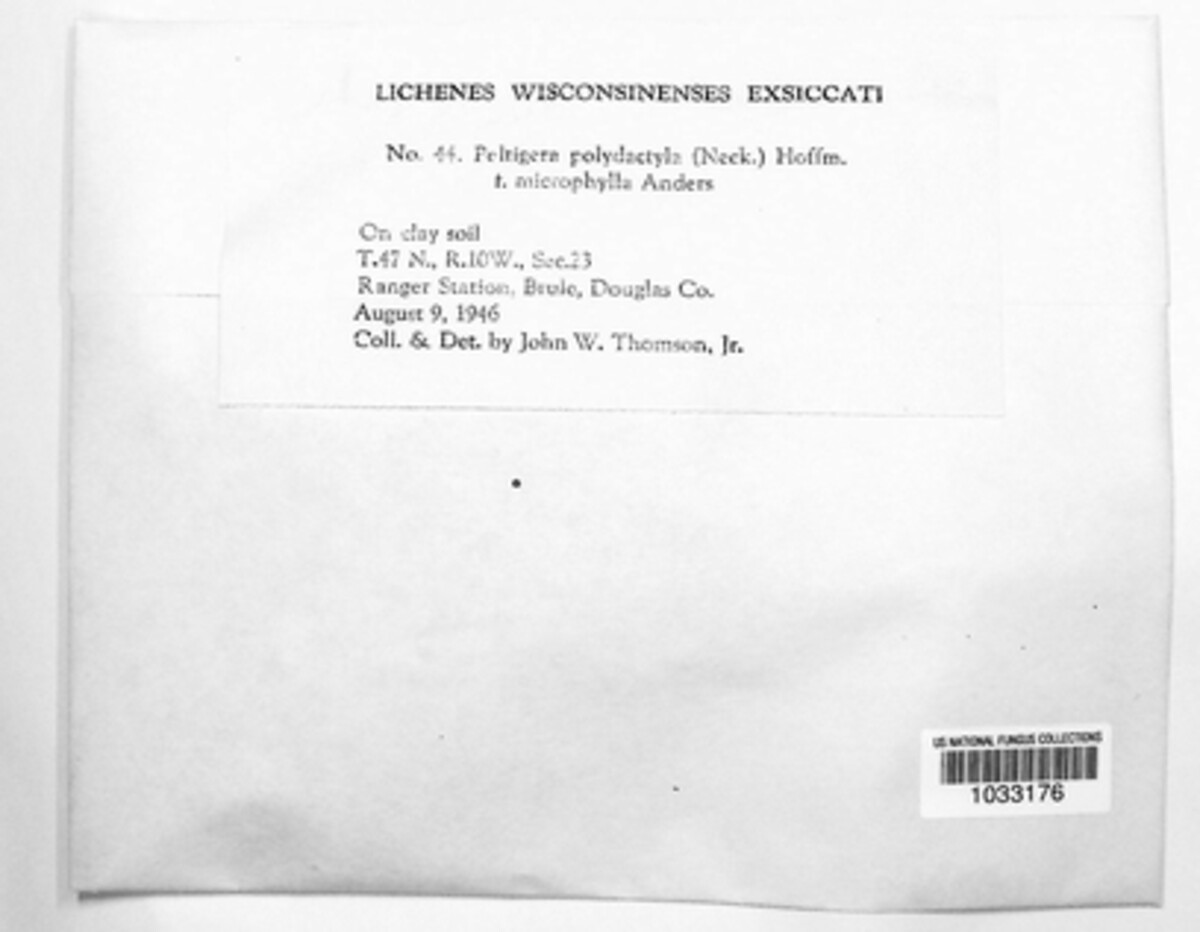 LICHENES WISCONSINENSES EXSICCATI
No. 44. Peltigera polydactyla (Neck.) Hoffm.
f. microphylla Anders
On clay soil
T.47 N., R.10W., Sec.23
Ranger Station, Brule, Douglas Co.
August 9, 1946
Coll. & Det. by John W. Thomson, Jr.
US NATIONAL FUNGUS COLLECTIONS
1033176